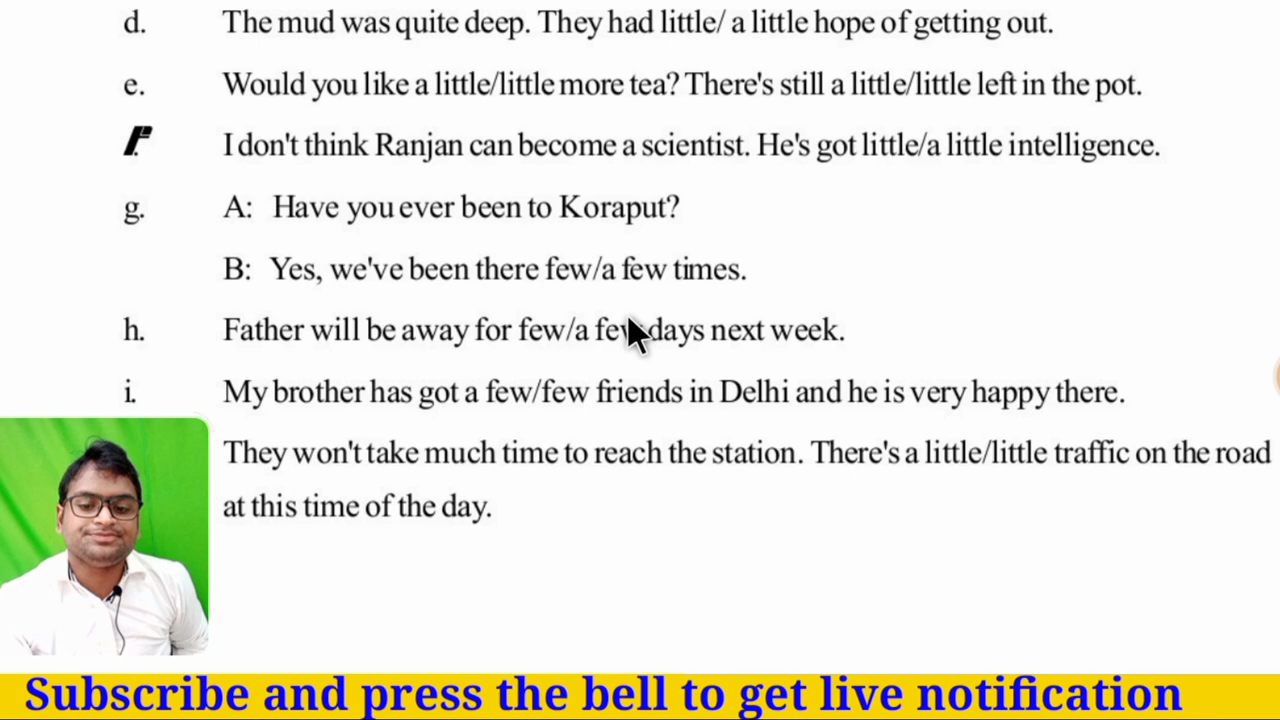 d. The mud was quite deep. They had little/ a little hope of getting out.
e. Would you like a little/little more tea? There's still a little/little left in the pot.
f. I don't think Ranjan can become a scientist. He's got little/a little intelligence.
g. A: Have you ever been to Koraput?
B: Yes, we've been there few/a few times.
h. Father will be away for few/a few days next week.
i. My brother has got a few/few friends in Delhi and he is very happy there.
They won't take much time to reach the station. There's a little/little traffic on the road
at this time of the day.
Subscribe and press the bell to get live notification